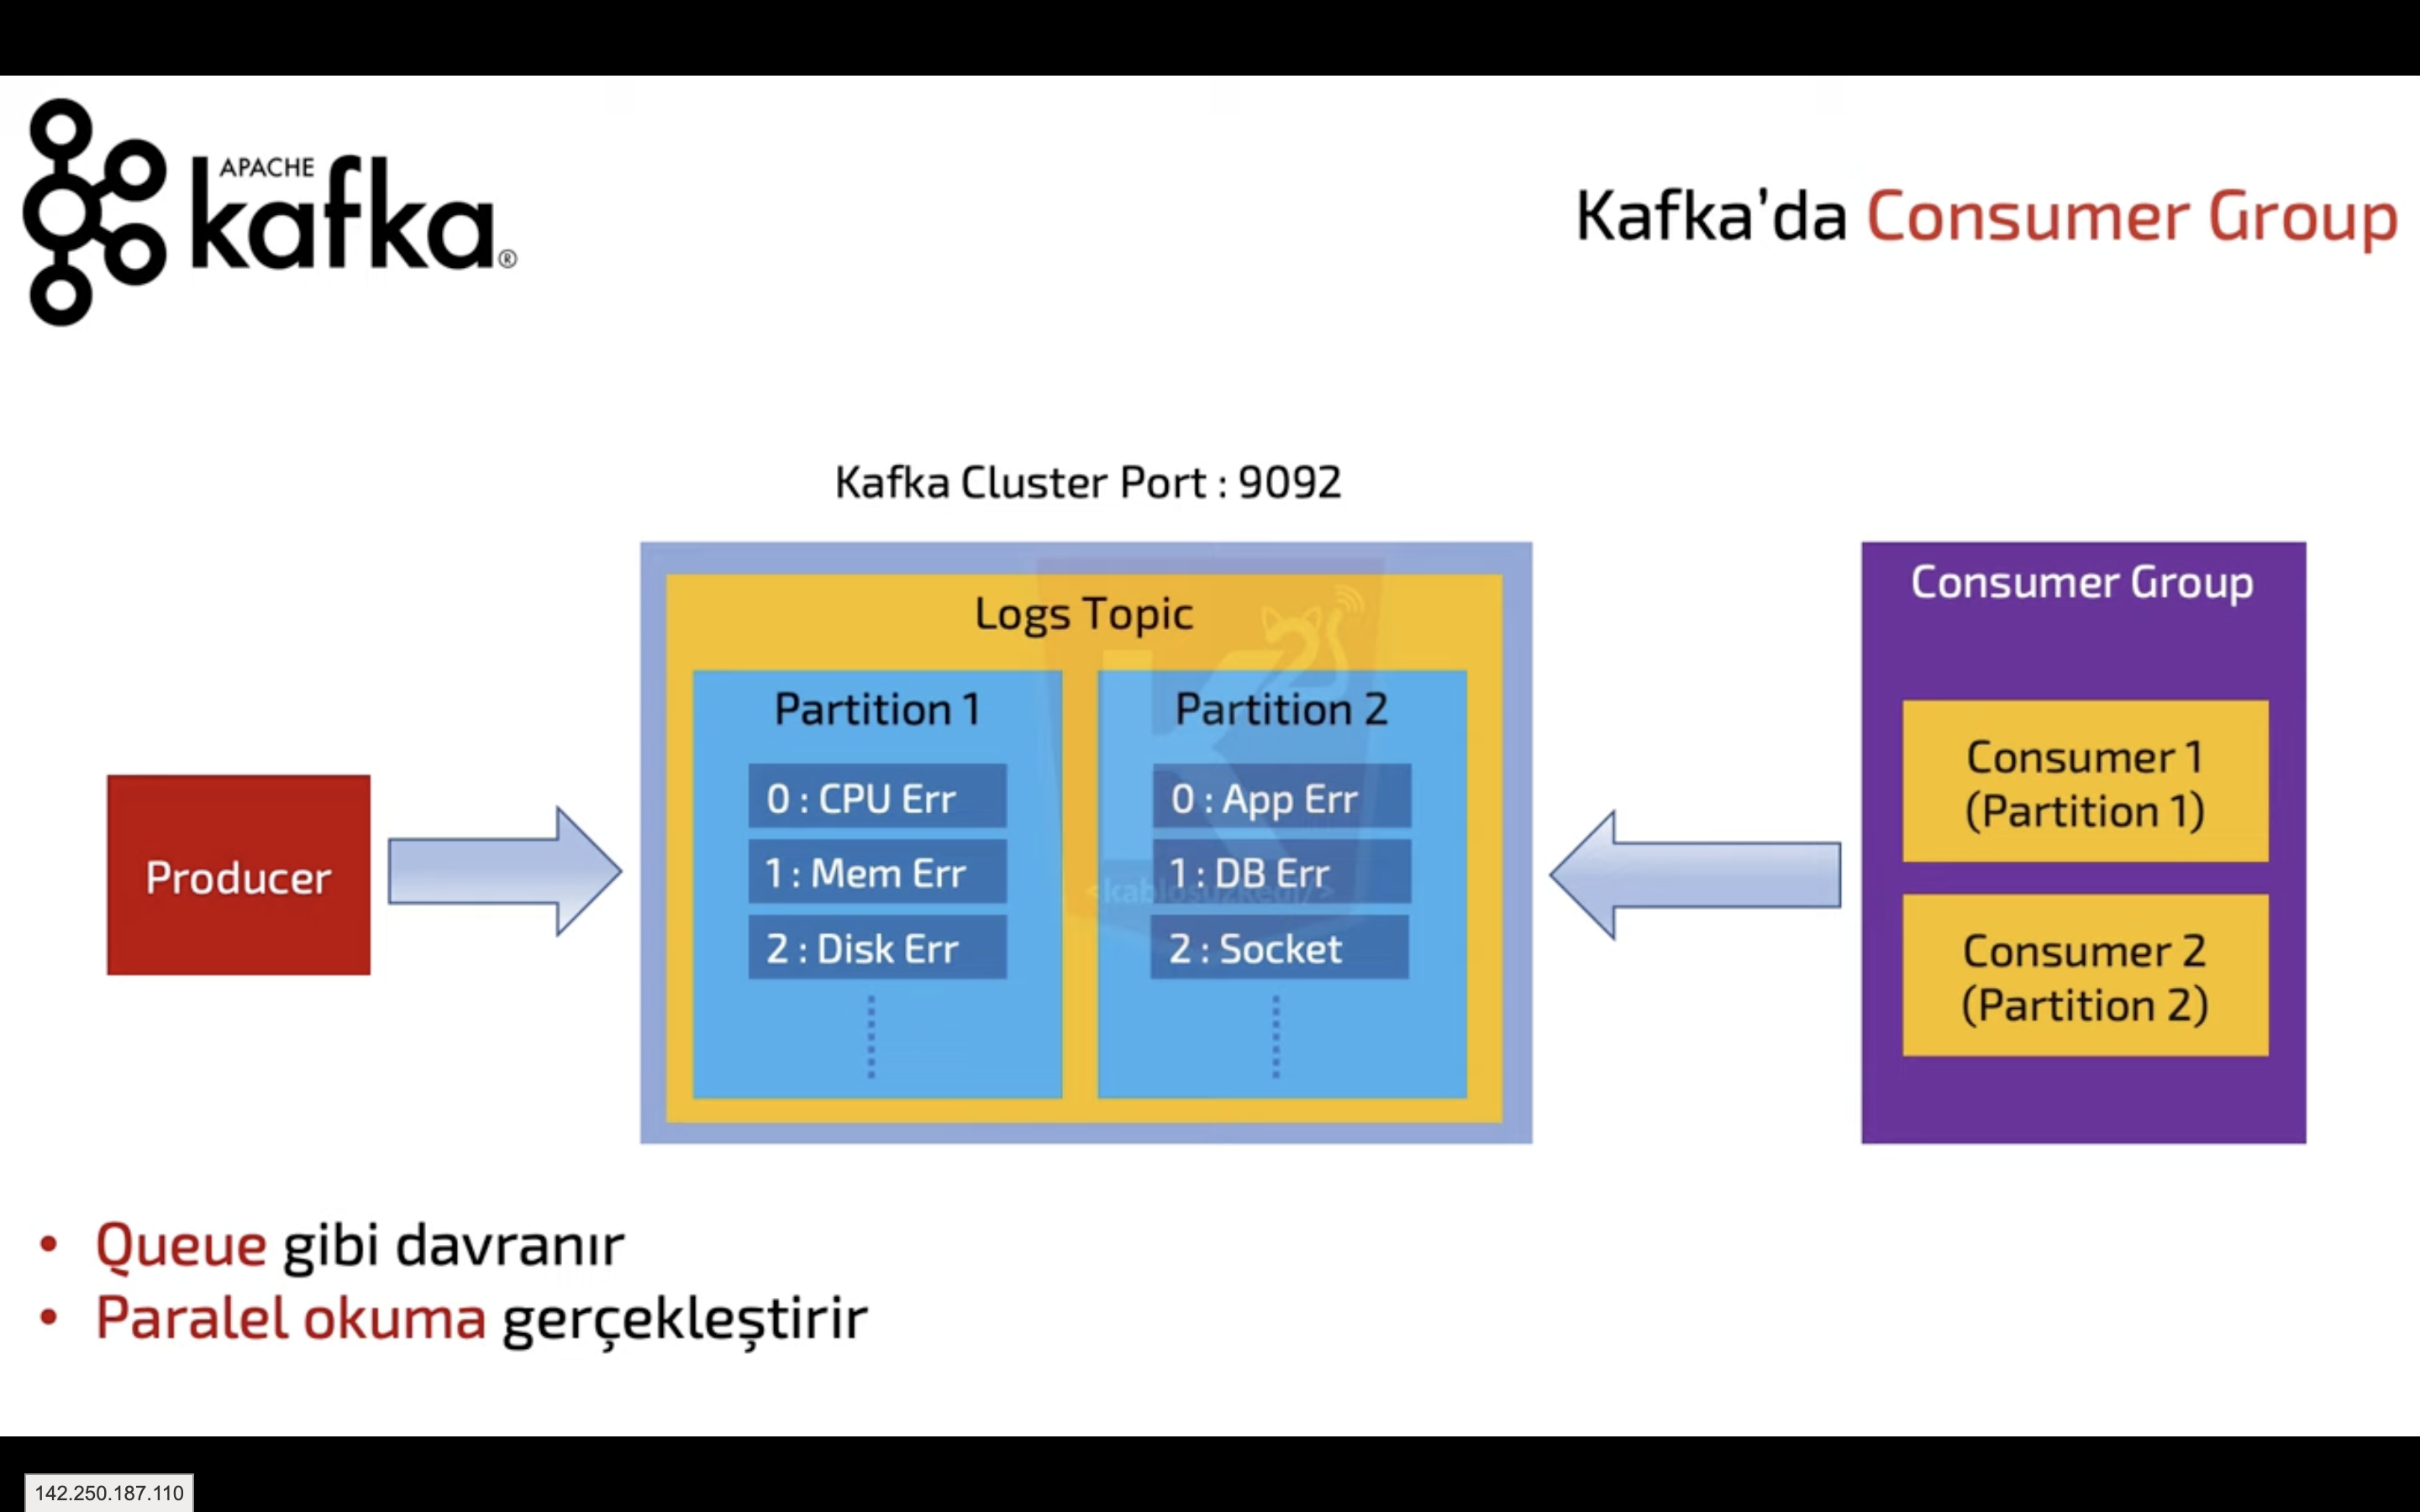 APACHE
kafka®
Kafka'da Consumer Group
Kafka Cluster Port : 9092
Logs Topic
Partition 1
0 : CPU Err
1 : Mem Err
2 : Disk Err
Partition 2
0 : App Err
1 : DB Err
2 : Socket
<kablosuzkedi/>
Producer
Consumer Group
Consumer 1
(Partition 1)
Consumer 2
(Partition 2)
• Queue gibi davranır
• Paralel okuma gerçekleştirir
142.250.187.110